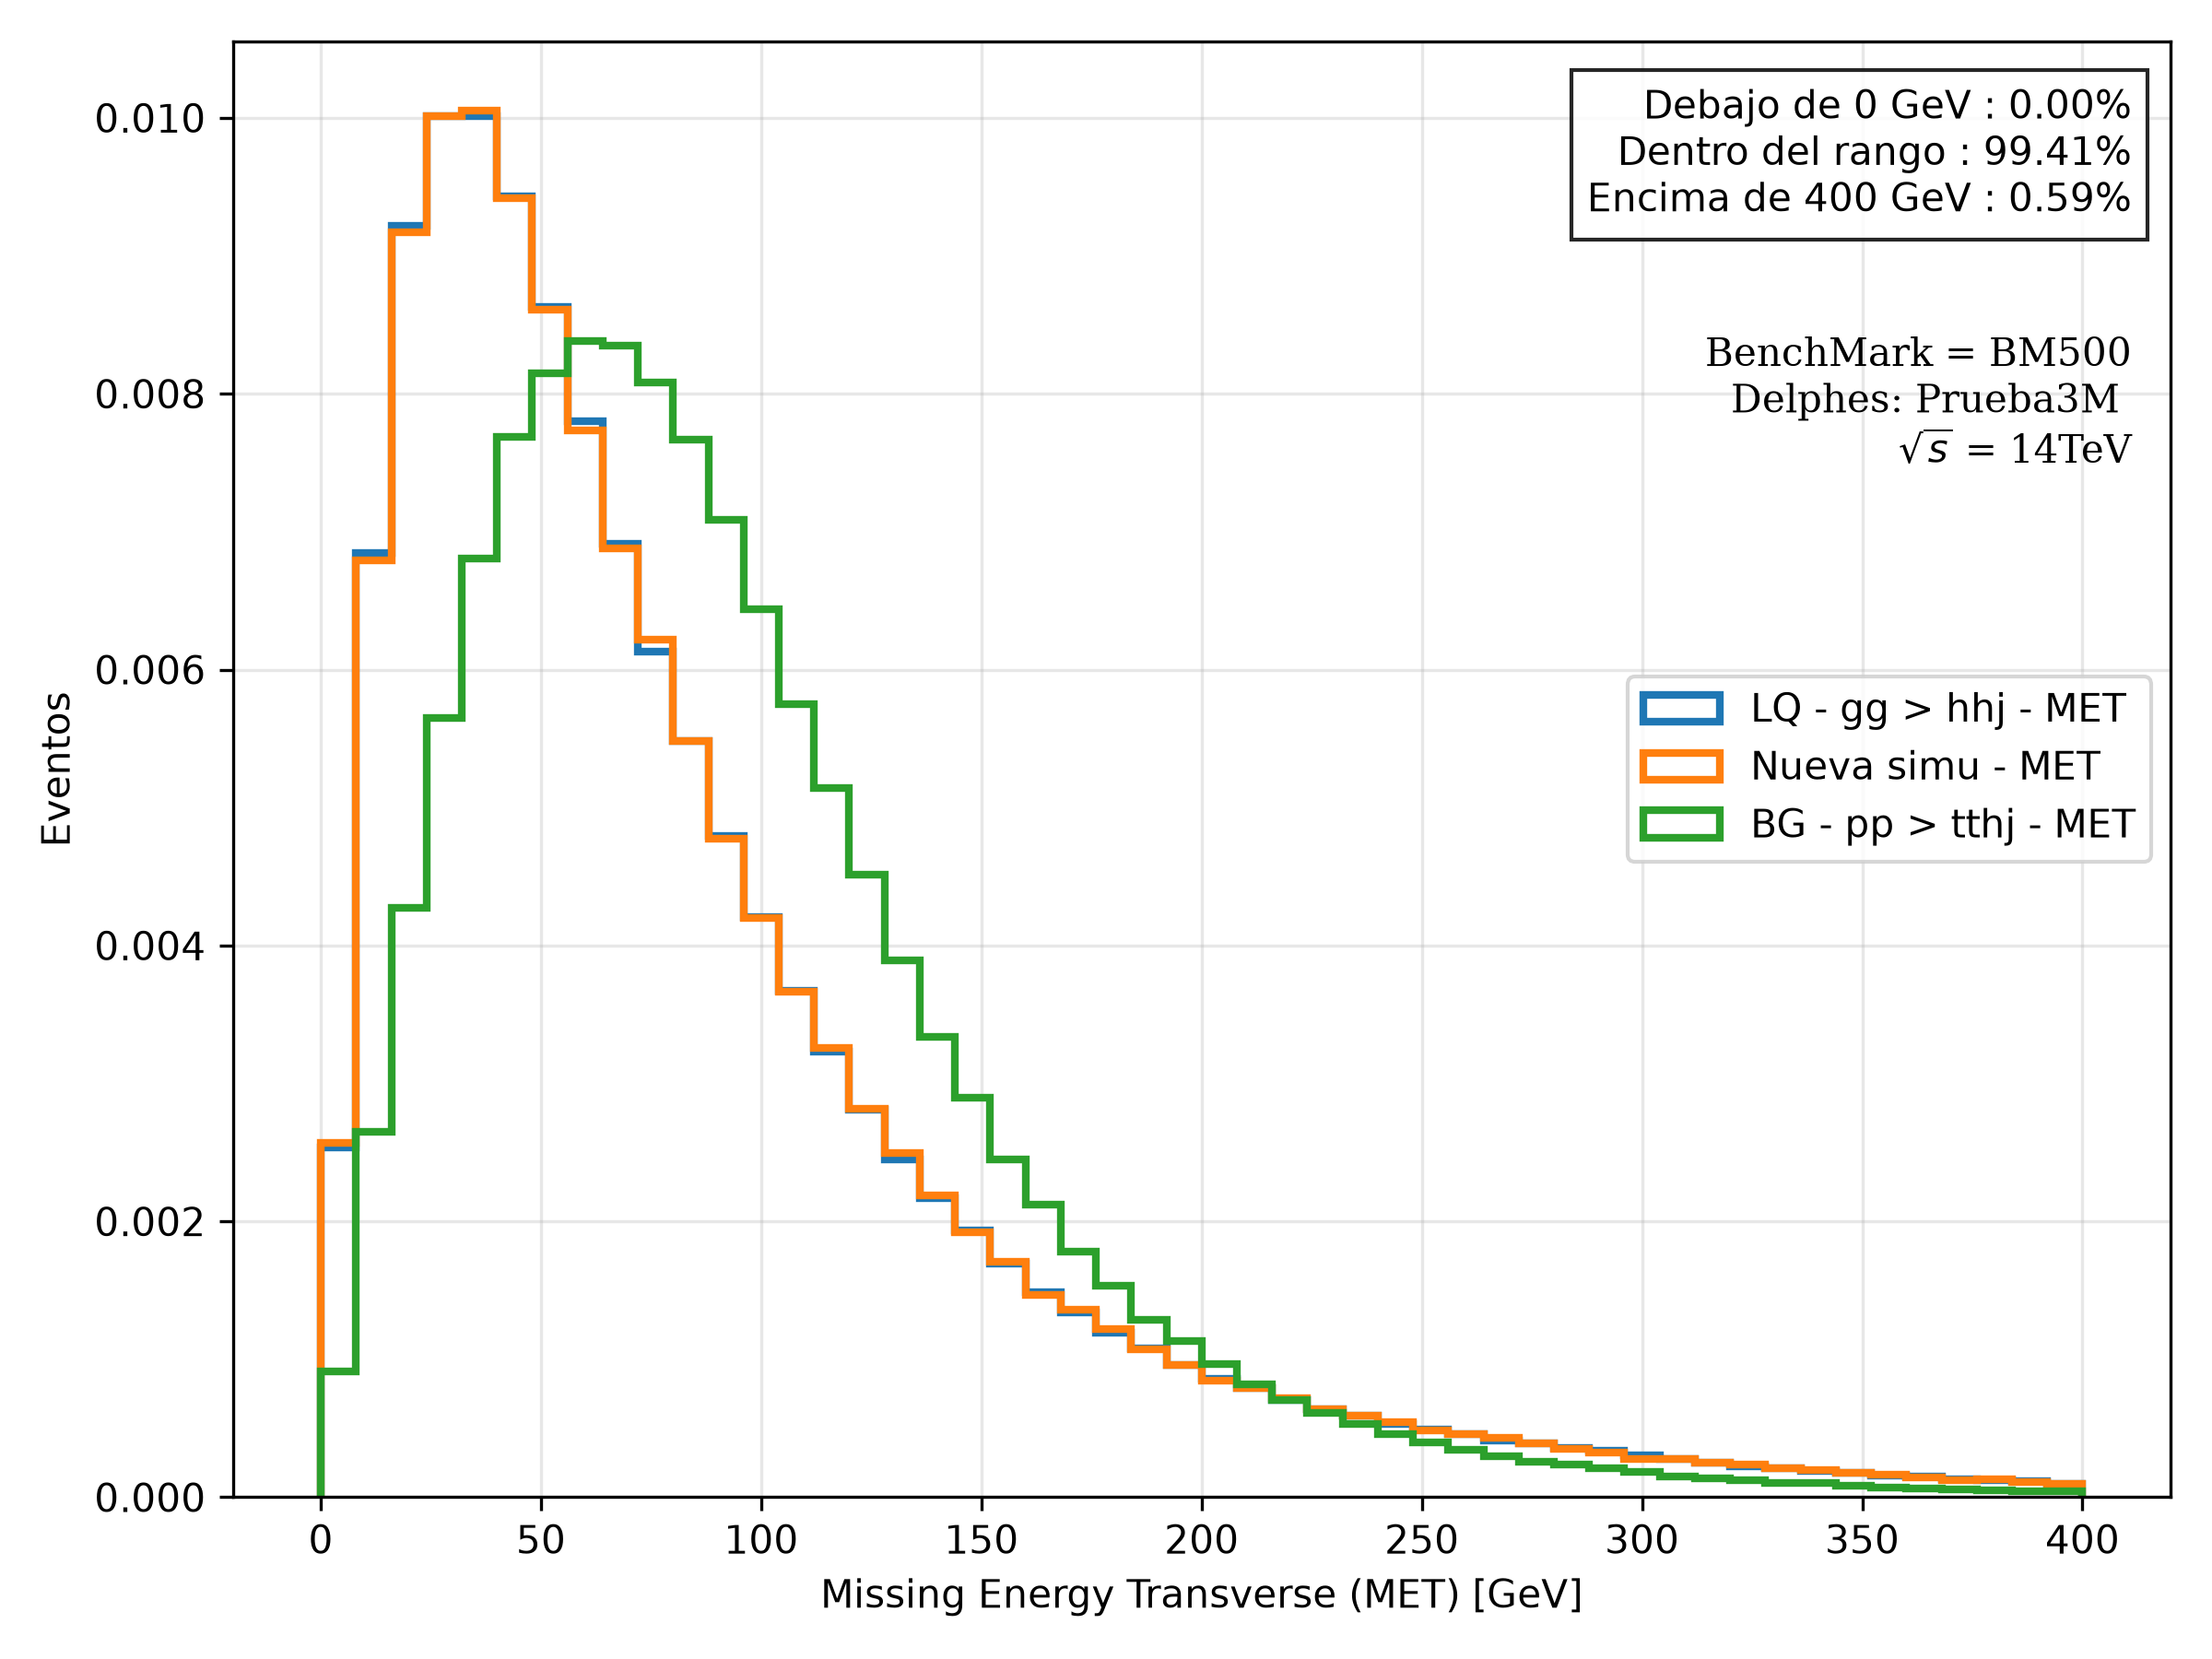 Debajo de 0 GeV : 0.00%
Dentro del rango : 99.41%
Encima de 400 GeV : 0.59%
BenchMark = BM500
Delphes: Prueba3M
√s = 14TeV
LQ - gg > hhj - MET
Nueva simu - MET
BG - pp > tthj - MET
Eventos
0.010
0.008
0.006
0.004
0.002
0.000
0 50 100 150 200 250 300 350 400
Missing Energy Transverse (MET) [GeV]